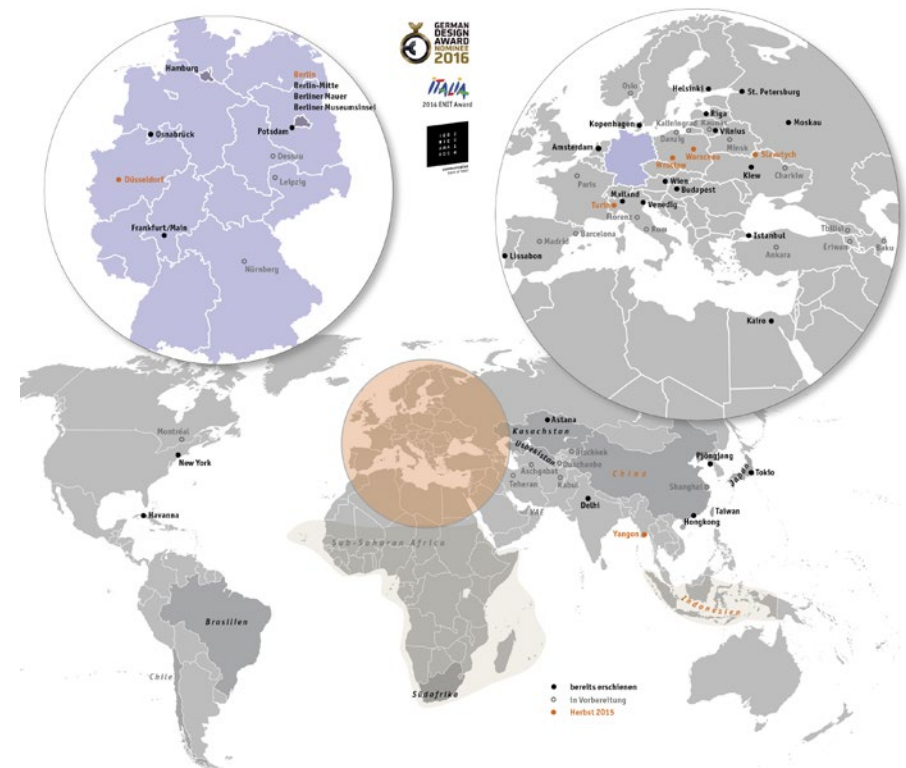 Hamburg
Berlin
Berlin-Mitte
Berliner Mauer
Berliner Museumsinsel
Osnabrück
Potsdam
Dessau
Düsseldorf
Leipzig
Frankfurt/Main
Nürnberg
GERMAN
DESIGN
AWARD
NOMINEE
2016
ITALIA
2014 ENIT Award
Oslo
Helsinki
St. Petersburg
Riga
Kopenhagen
Kaliningrad
Kaunas
Moskau
Danzig
Vilnius
Minsk
Amsterdam
Warschau
Slawutych
Breslau
Kiew
Charkiw
Paris
Wien
Mailand
Budapest
Turin
Venedig
Florenz
Rom
Barcelona
Madrid
Istanbul
Tbilisi
Ankara
Eriwan
Baku
Lissabon
Kairo
Montréal
New York
Havanna
Astana
Kasachstan
Usbekistan
Bischkek
Duschanbe
Aschgabat
Teheran
Kabul
China
Pjöngjang
Japan
Tokio
Shanghai
Delhi
VAE
Taiwan
Hongkong
Yangon
Sub-Saharan Africa
Indonesien
Brasilien
Chile
Südafrika
bereits erschienen
in Vorbereitung
Herbst 2015